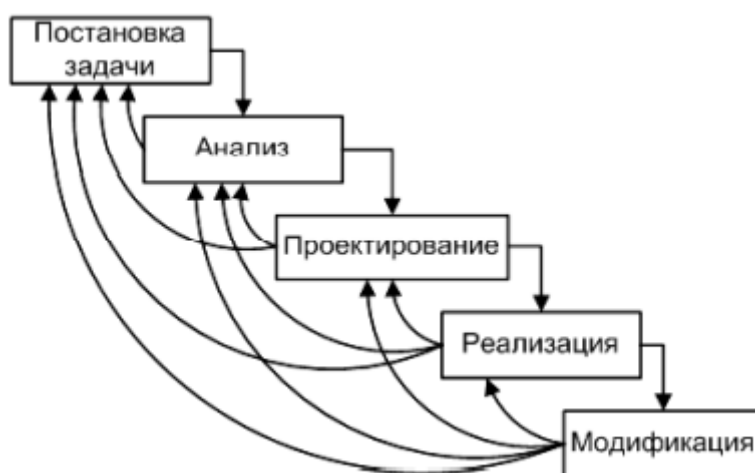 Постановка
задачи
Анализ
Проектирование
Реализация
Модификация